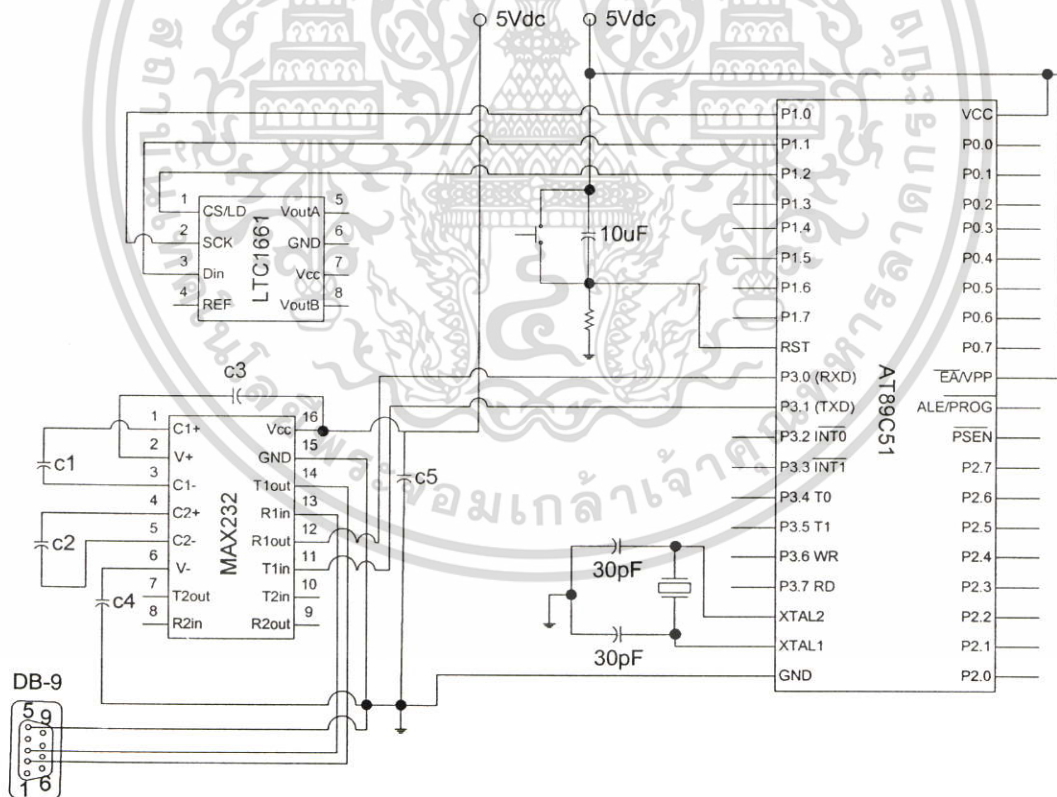 5Vdc
5Vdc
P1.0
P1.1
P1.2
P1.3
P1.4
P1.5
P1.6
P1.7
RST
P3.0 (RXD)
P3.1 (TXD)
P3.2 INT0
P3.3 INT1
P3.4 T0
P3.5 T1
P3.6 WR
P3.7 RD
XTAL2
XTAL1
GND
AT89C51
VCC
P0.0
P0.1
P0.2
P0.3
P0.4
P0.5
P0.6
P0.7
EA/VPP
ALE/PROG
PSEN
P2.7
P2.6
P2.5
P2.4
P2.3
P2.2
P2.1
P2.0
1 CS/LD
2 SCK
3 Din
4 REF
LTC1661
VoutA 5
GND 6
Vcc 7
VoutB 8
10uF
c3
1 C1+
2 V+
3 C1-
4 C2+
5 C2-
6 V-
7 T2out
8 R2in
MAX232
16 Vcc
15 GND
14 T1out
13 R1in
12 R1out
11 T1in
10 T2in
9 R2out
c1
c2
c4
c5
30pF
30pF
DB-9
5 9
1 6